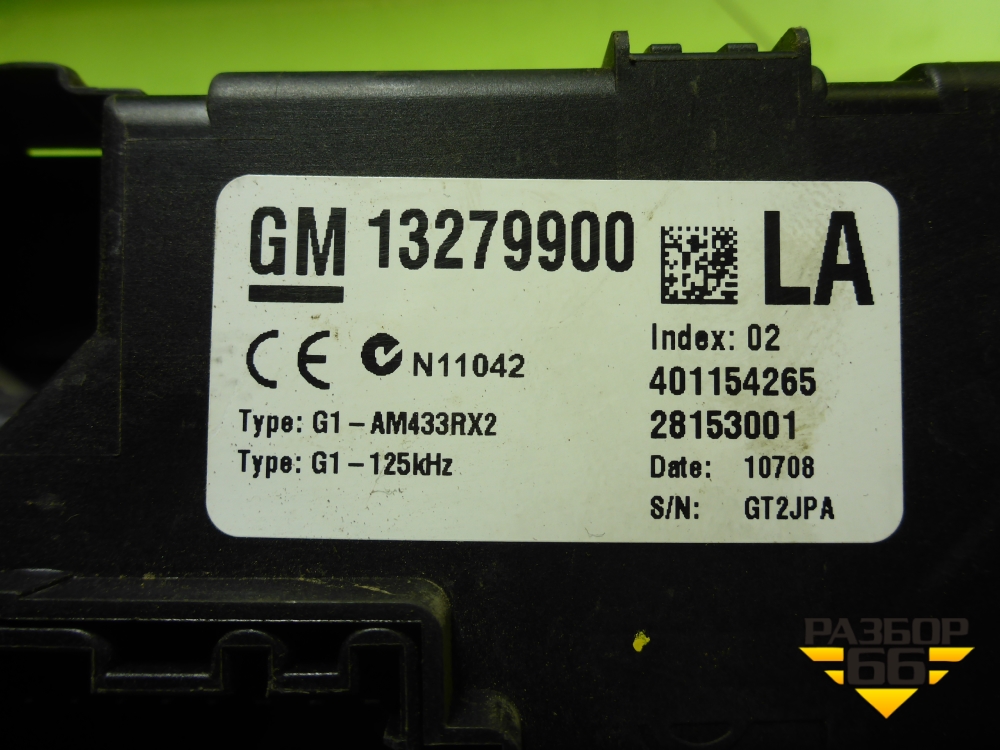 GM 13279900 LA
CE N11042
Type: G1 – AM433RX2
Type: G1 – 125kHz
Index: 02
401154265
28153001
Date: 10708
S/N: GT2JPA
РАЗБОР
66